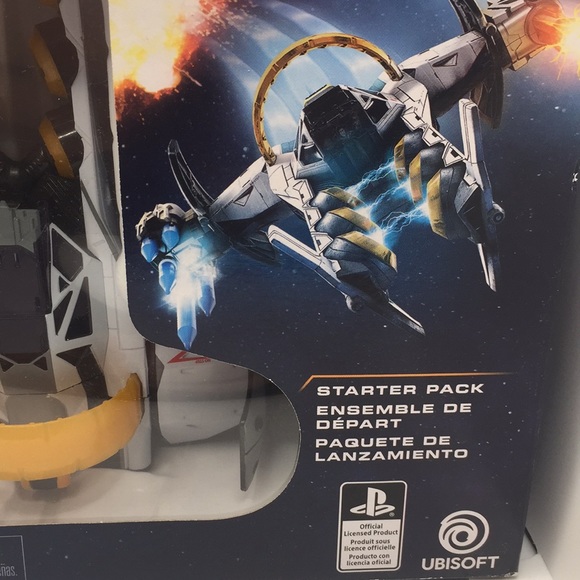 STARTER PACK
ENSEMBLE DE
DÉPART
PAQUETE DE
LANZAMIENTO
Official
Licensed Product
Produit sous
licence officielle
Producto con
licencia oficial
UBISOFT